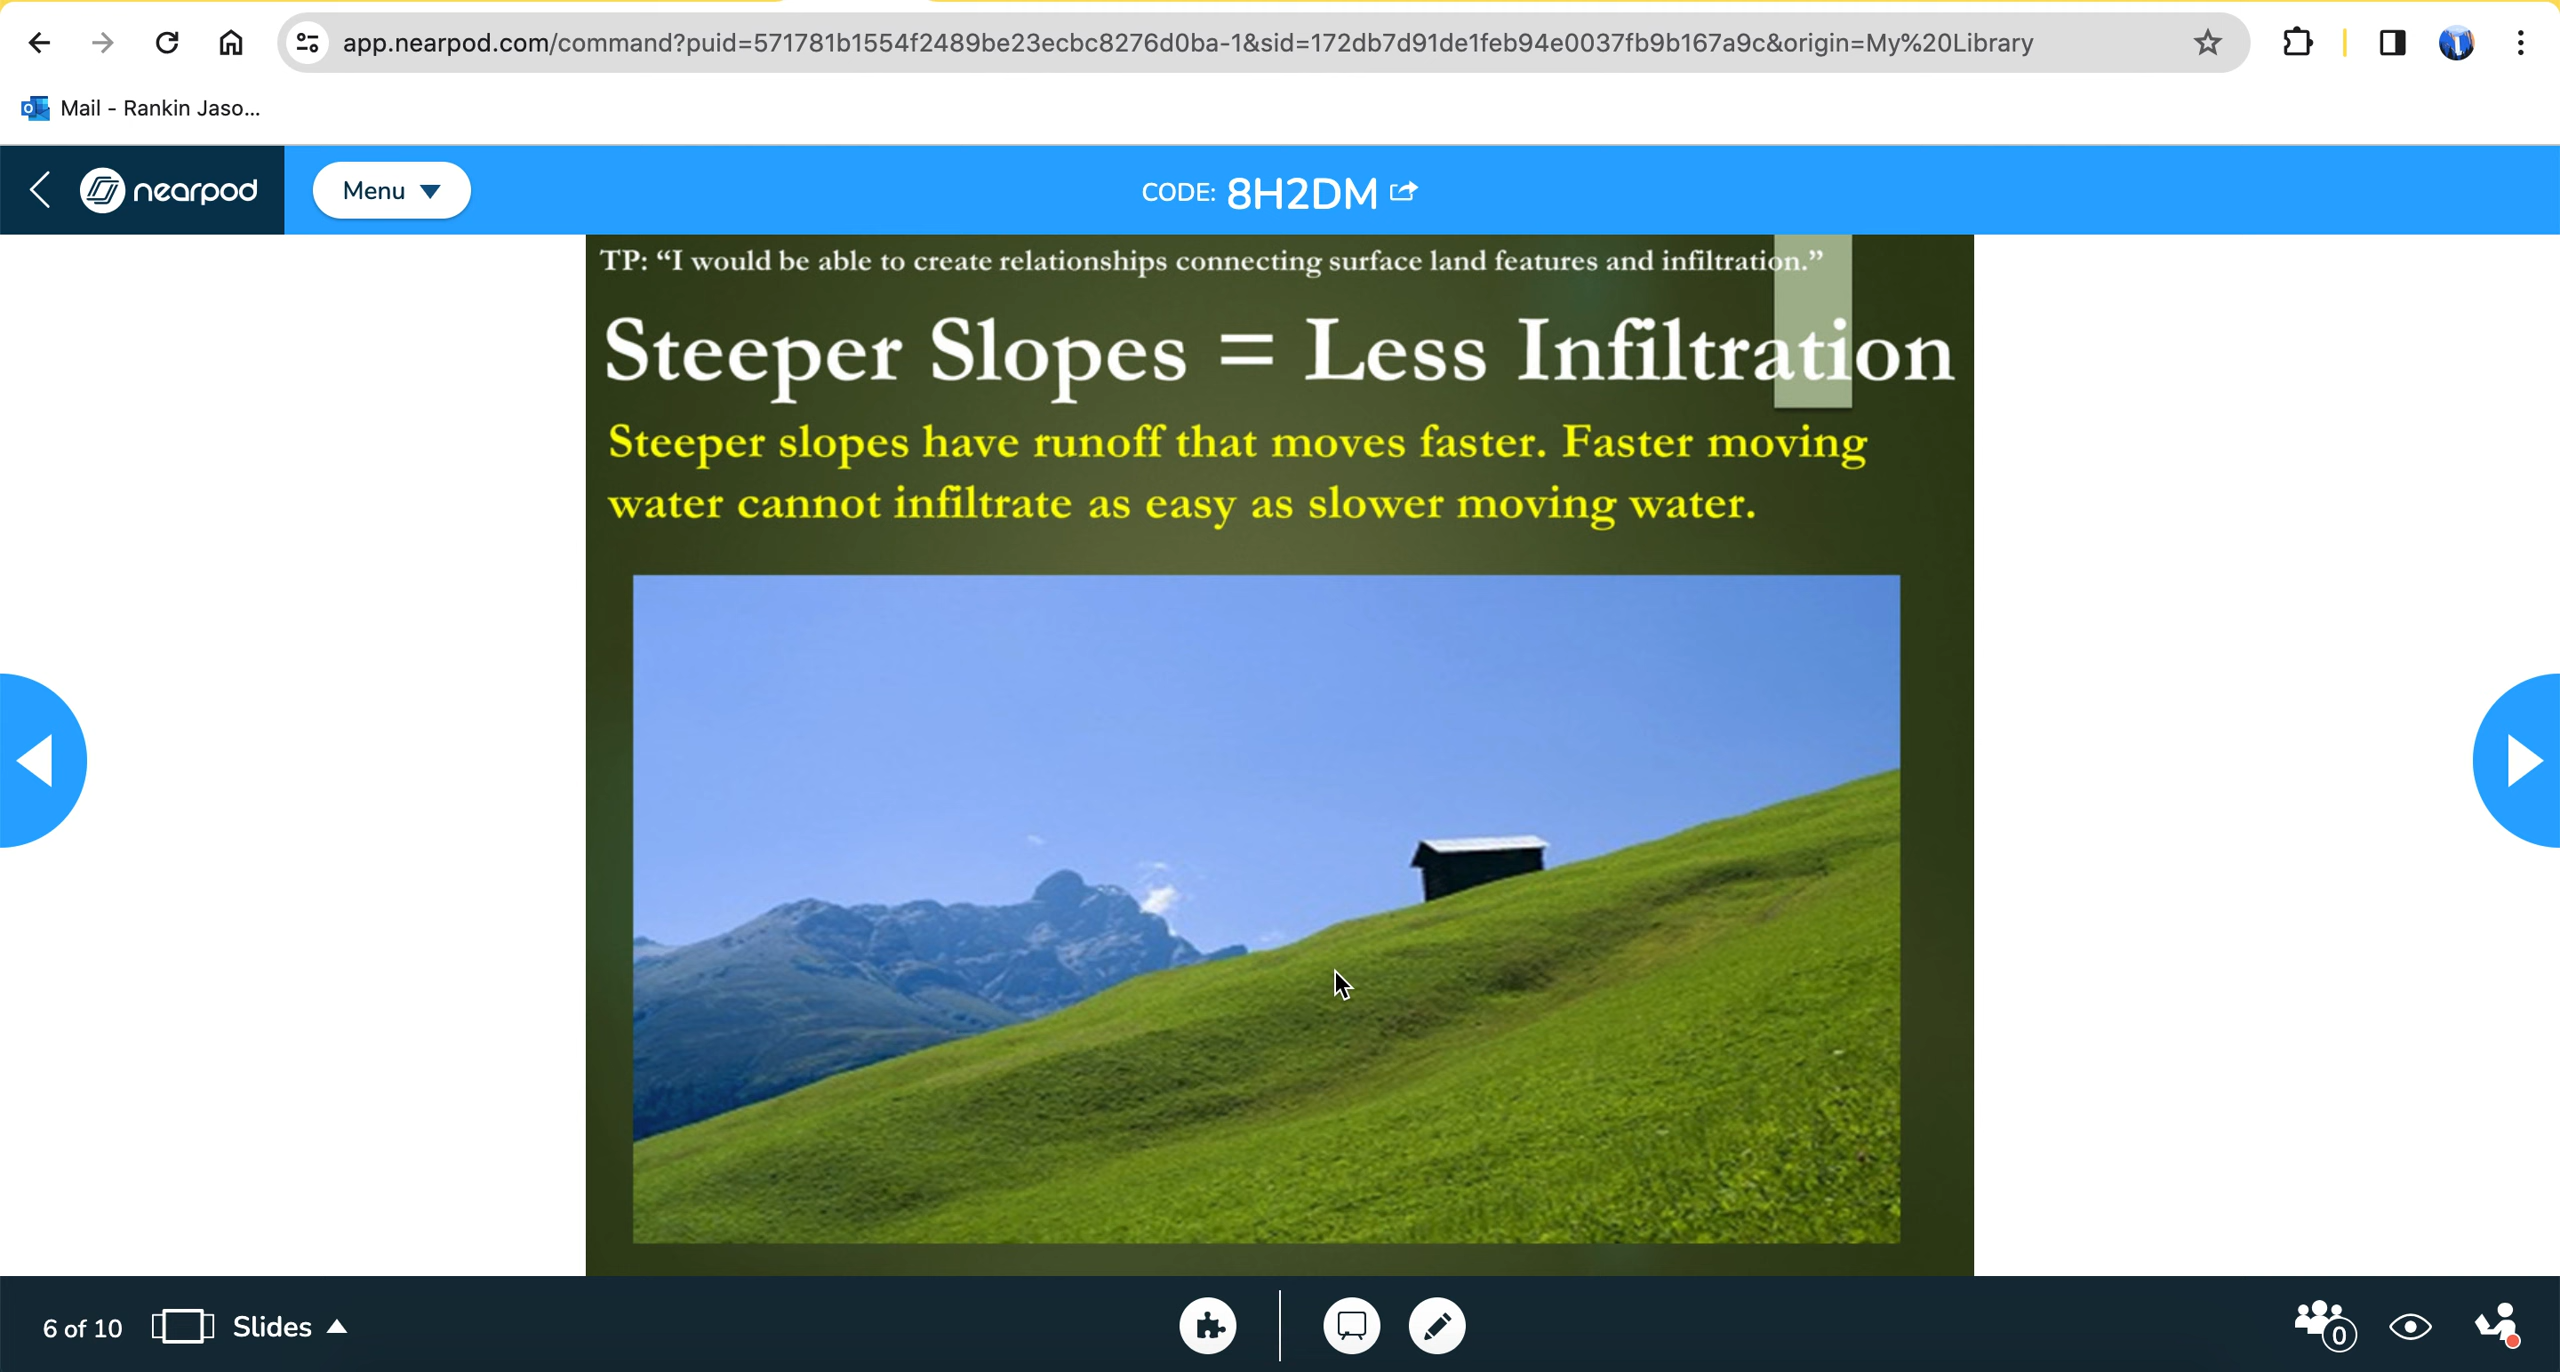 app.nearpod.com/command?puid=571781b1554f2489be23ecbc8276d0ba-1&sid=172db7d91de1feb94e0037fb9b167a9c&origin=My%20Library
Mail - Rankin Jaso...
nearpod
Menu
CODE: 8H2DM
TP: “I would be able to create relationships connecting surface land features and infiltration.”
Steeper Slopes = Less Infiltration
Steeper slopes have runoff that moves faster. Faster moving
water cannot infiltrate as easy as slower moving water.
6 of 10
Slides
0